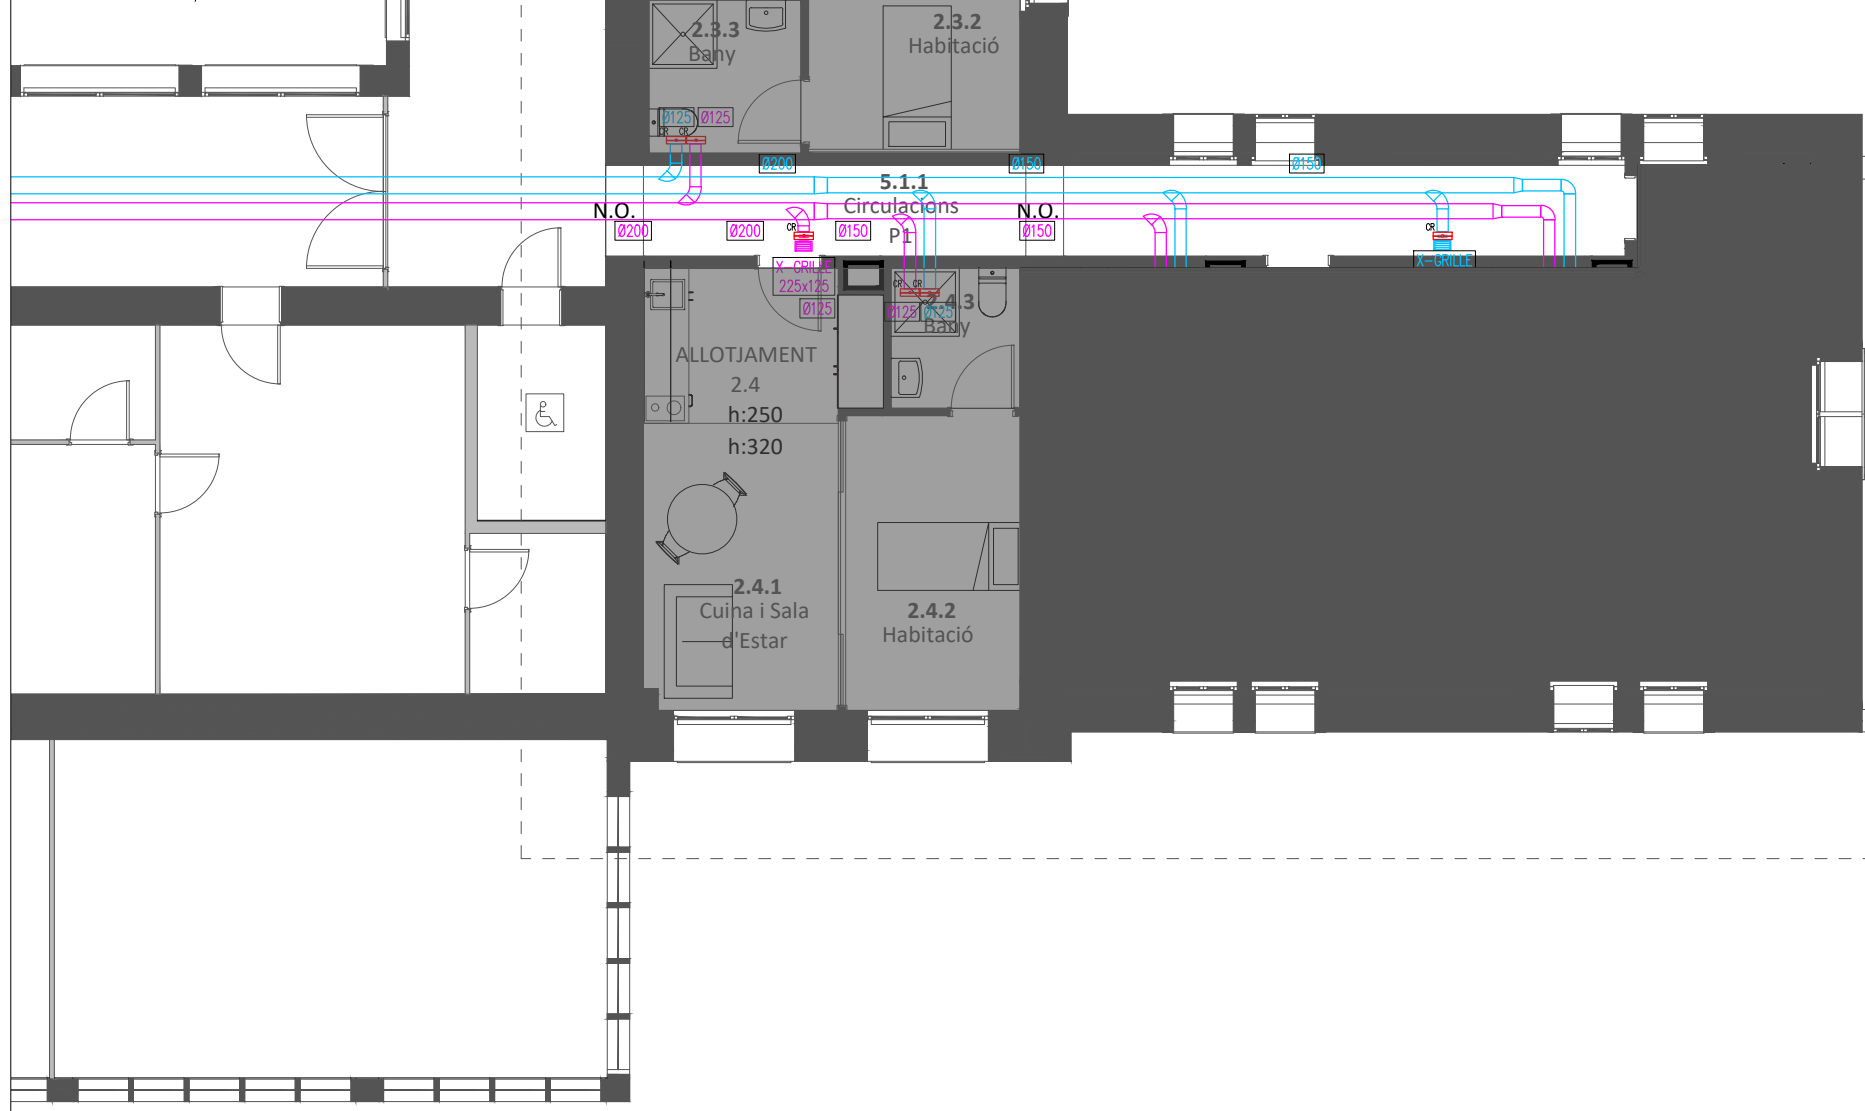 2.3.3
Bany
2.3.2
Habitació
Ø125
Ø125
CR
CR
Ø200
Ø150
Ø150
5.1.1
Circulacions
P1
N.O.
N.O.
Ø200
Ø200
Ø150
Ø150
CR
CR
X-GRILLE
225x125
Ø125
X-GRILLE
CR
CR
Ø125
Ø125
2.4.3
Bany
ALLOTJAMENT
2.4
h:250
h:320
2.4.1
Cuina i Sala
d'Estar
2.4.2
Habitació